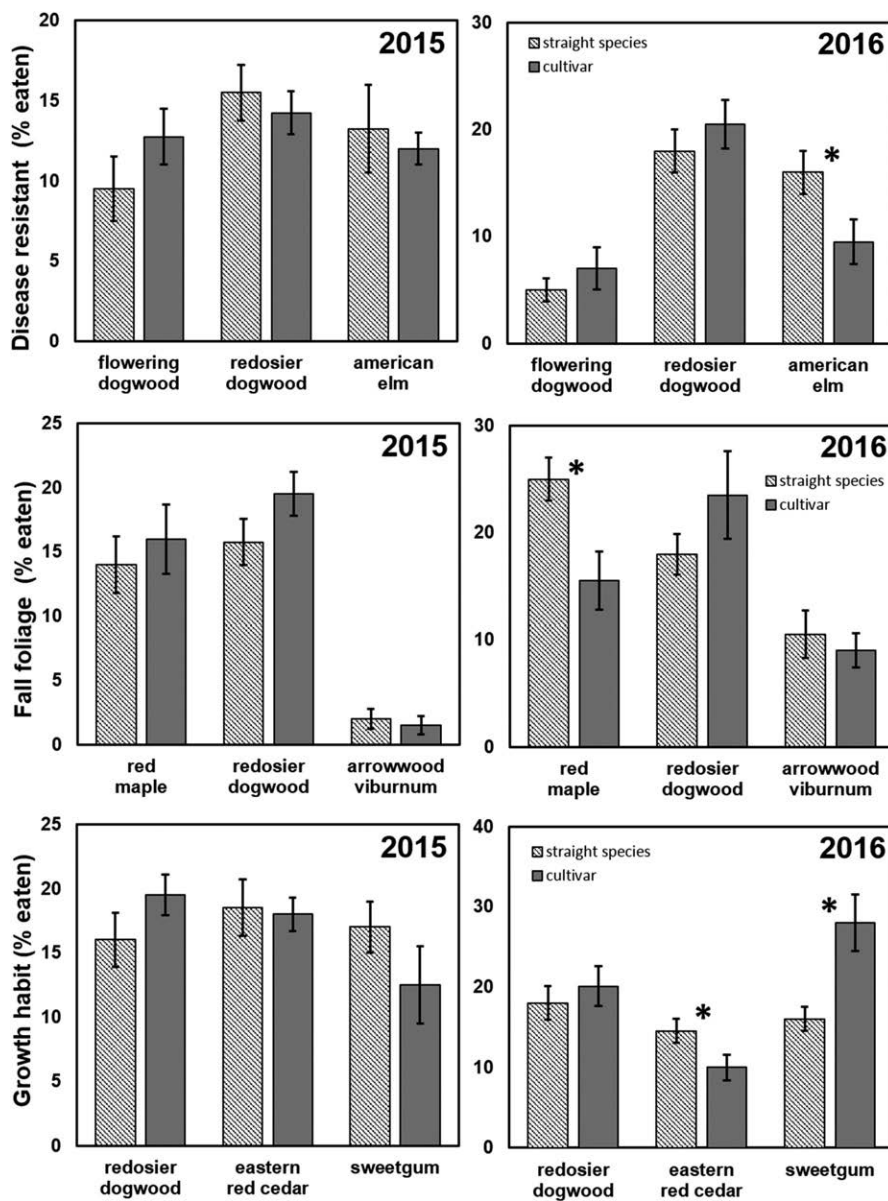 Disease resistant (% eaten)
20
15
10
5
0
2015
flowering dogwood
redosier dogwood
american elm
30
20
10
0
2016
straight species
cultivar
*
flowering dogwood
redosier dogwood
american elm
Fall foliage (% eaten)
25
20
15
10
5
0
2015
red maple
redosier dogwood
arrowwood viburnum
30
20
10
0
2016
straight species
cultivar
*
red maple
redosier dogwood
arrowwood viburnum
Growth habit (% eaten)
25
20
15
10
5
0
2015
redosier dogwood
eastern red cedar
sweetgum
40
30
20
10
0
2016
straight species
cultivar
*
*
redosier dogwood
eastern red cedar
sweetgum